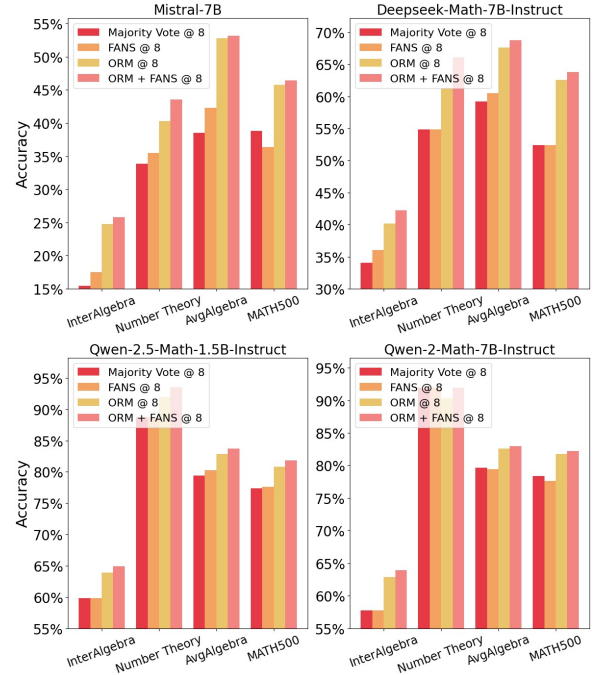 Mistral-7B
Accuracy
55%
50%
45%
40%
35%
30%
25%
20%
15%
Majority Vote @ 8
FANS @ 8
ORM @ 8
ORM + FANS @ 8
InterAlgebra
Number Theory
AvgAlgebra
MATH500
Deepseek-Math-7B-Instruct
70%
65%
60%
55%
50%
45%
40%
35%
30%
Majority Vote @ 8
FANS @ 8
ORM @ 8
ORM + FANS @ 8
InterAlgebra
Number Theory
AvgAlgebra
MATH500
Qwen-2.5-Math-1.5B-Instruct
Accuracy
95%
90%
85%
80%
75%
70%
65%
60%
55%
Majority Vote @ 8
FANS @ 8
ORM @ 8
ORM + FANS @ 8
InterAlgebra
Number Theory
AvgAlgebra
MATH500
Qwen-2-Math-7B-Instruct
95%
90%
85%
80%
75%
70%
65%
60%
55%
Majority Vote @ 8
FANS @ 8
ORM @ 8
ORM + FANS @ 8
InterAlgebra
Number Theory
AvgAlgebra
MATH500